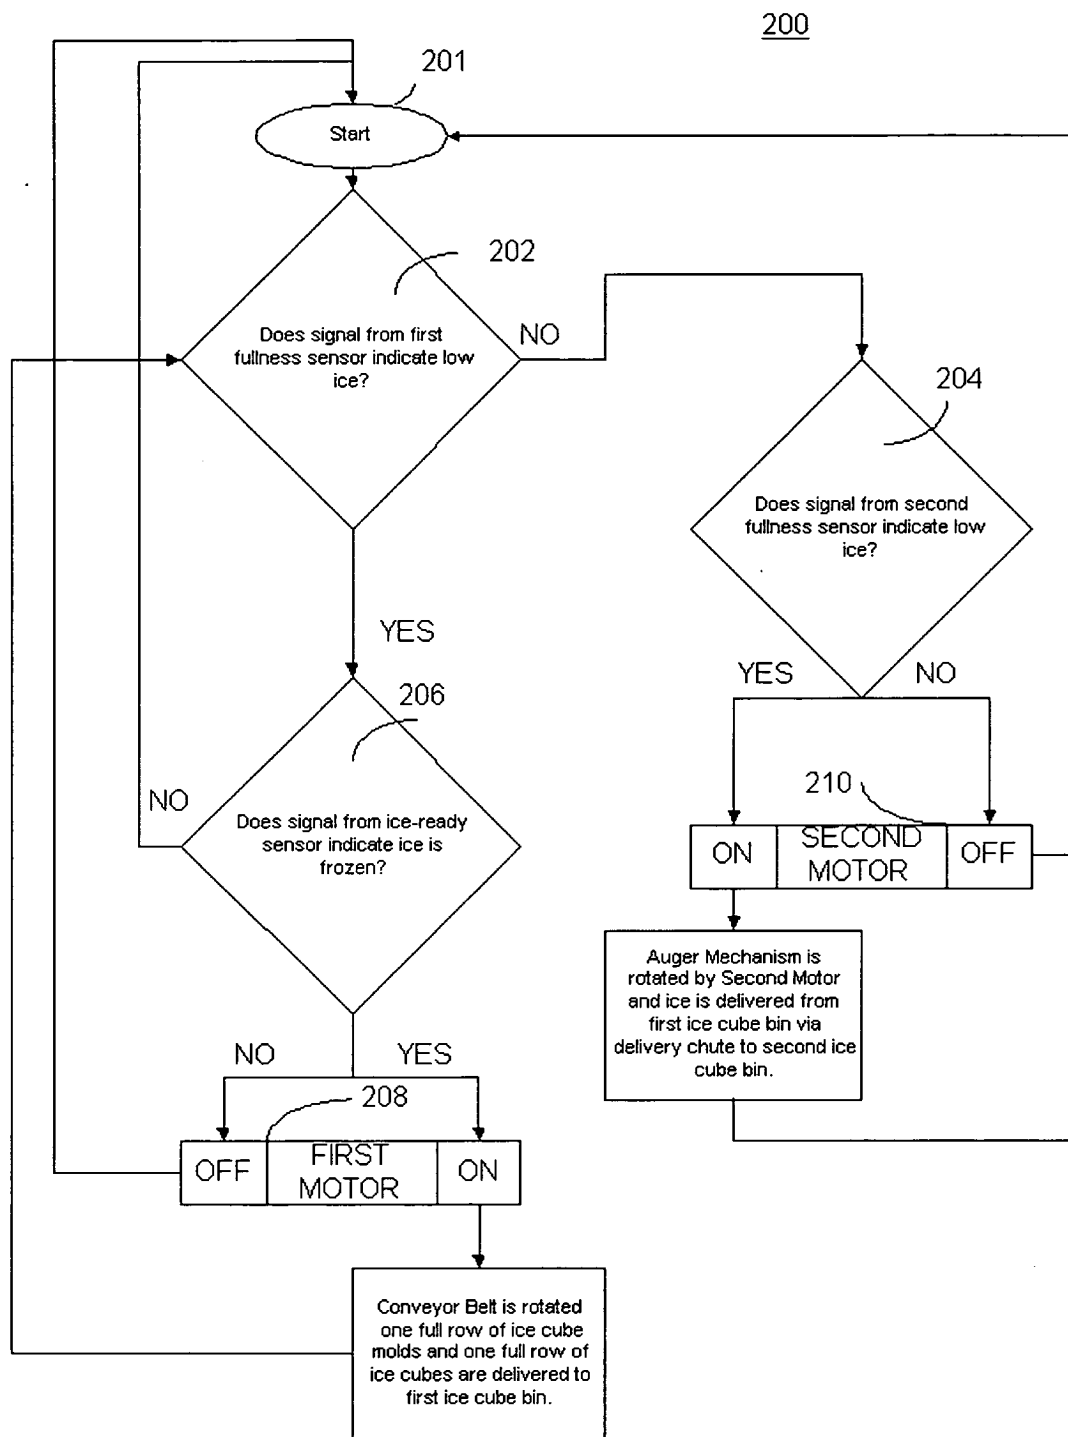 200
201
Start
202
Does signal from first
fullness sensor indicate low
ice?
NO
204
Does signal from second
fullness sensor indicate low
ice?
YES
YES
NO
206
NO
Does signal from ice-ready
sensor indicate ice is
frozen?
210
ON
SECOND
MOTOR
OFF
Auger Mechanism is
rotated by Second Motor
and ice is delivered from
first ice cube bin via
delivery chute to second ice
cube bin.
NO
YES
208
OFF
FIRST
MOTOR
ON
Conveyor Belt is rotated
one full row of ice cube
molds and one full row of
ice cubes are delivered to
first ice cube bin.